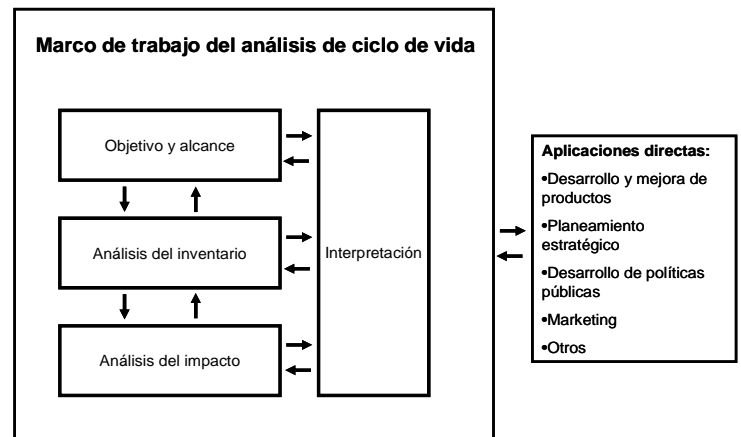 Marco de trabajo del análisis de ciclo de vida
Objetivo y alcance
Análisis del inventario
Análisis del impacto
Interpretación
Aplicaciones directas:
•Desarrollo y mejora de
productos
•Planeamiento
estratégico
•Desarrollo de políticas
públicas
•Marketing
•Otros